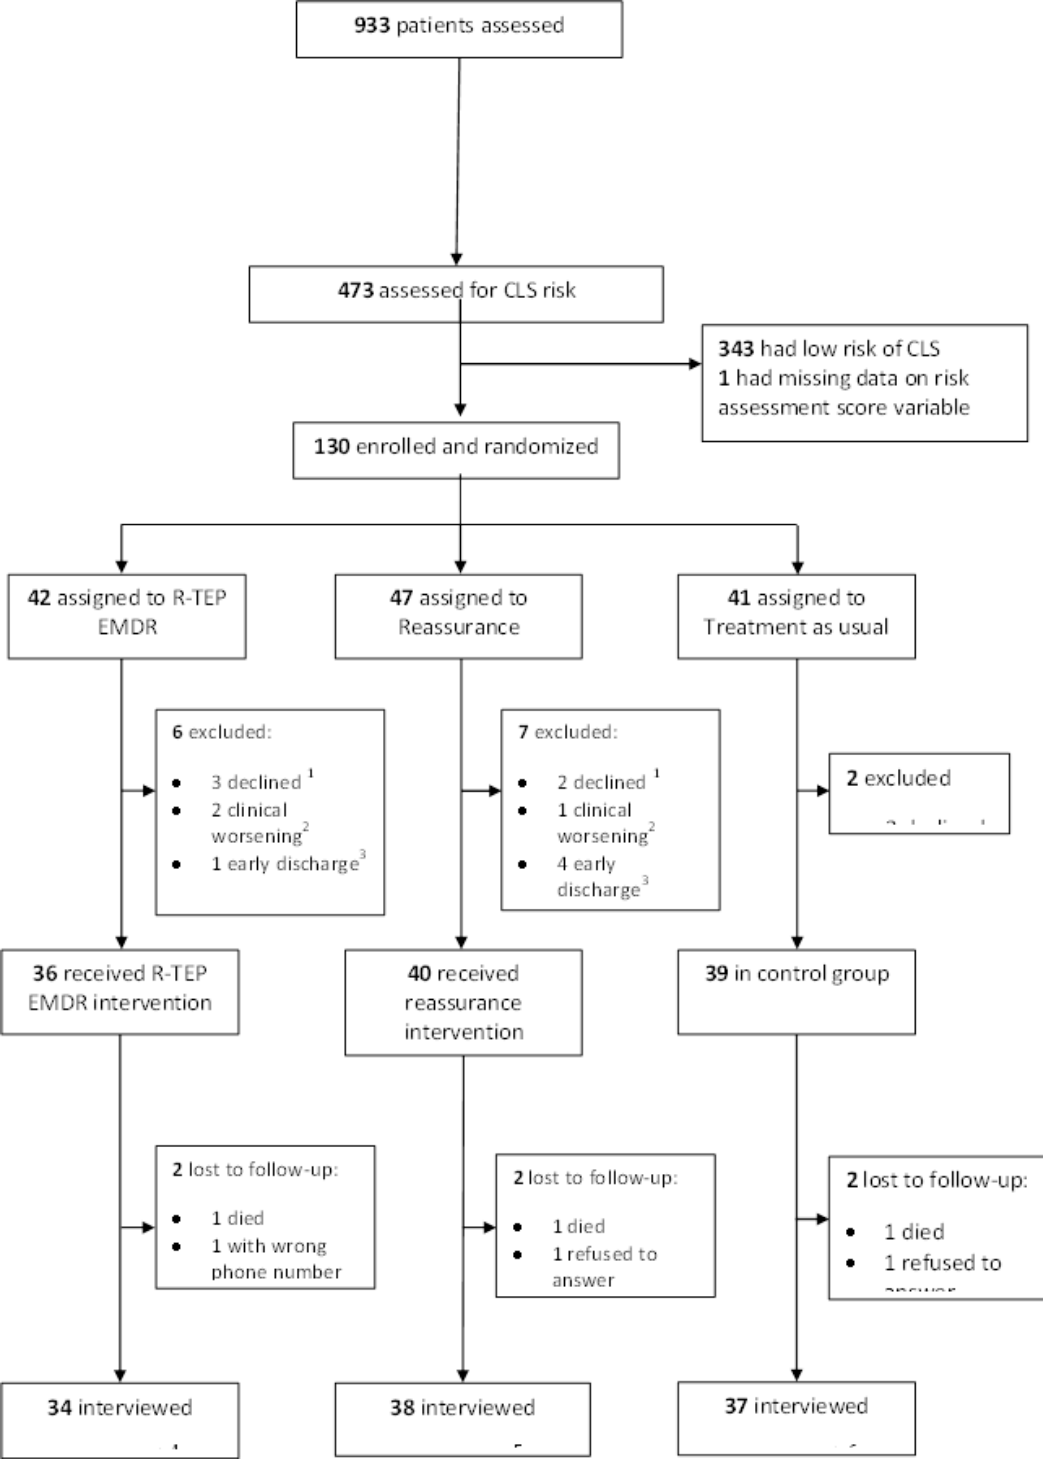 933 patients assessed
473 assessed for CLS risk
343 had low risk of CLS
1 had missing data on risk
assessment score variable
130 enrolled and randomized
42 assigned to R-TEP
EMDR
47 assigned to
Reassurance
41 assigned to
Treatment as usual
6 excluded:
• 3 declined 1
• 2 clinical
worsening2
• 1 early discharge3
7 excluded:
• 2 declined 1
• 1 clinical
worsening2
• 4 early
discharge3
2 excluded
36 received R-TEP
EMDR intervention
40 received
reassurance
intervention
39 in control group
2 lost to follow-up:
• 1 died
• 1 with wrong
phone number
2 lost to follow-up:
• 1 died
• 1 refused to
answer
2 lost to follow-up:
• 1 died
• 1 refused to
34 interviewed
38 interviewed
37 interviewed